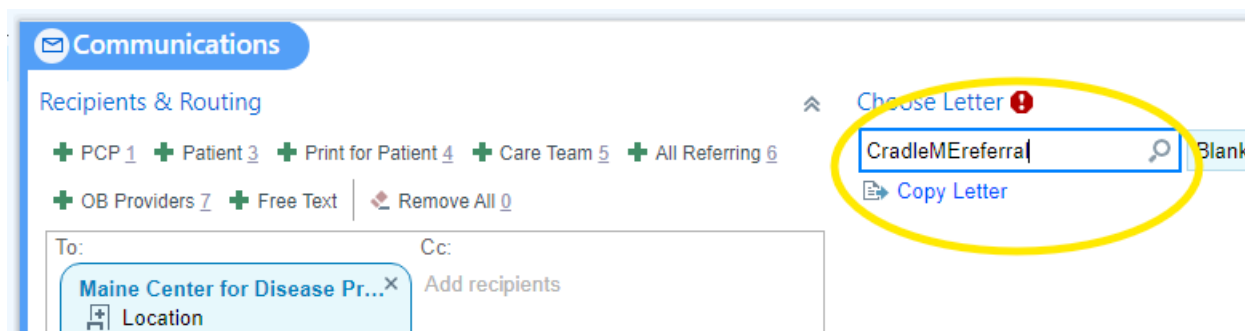 Communications
Recipients & Routing
Choose Letter
PCP 1 Patient 3 Print for Patient 4 Care Team 5 All Referring 6
CradleMEreferral
Blank
OB Providers 7 Free Text Remove All 0
Copy Letter
To:
Cc:
Maine Center for Disease Pr...
Add recipients
Location